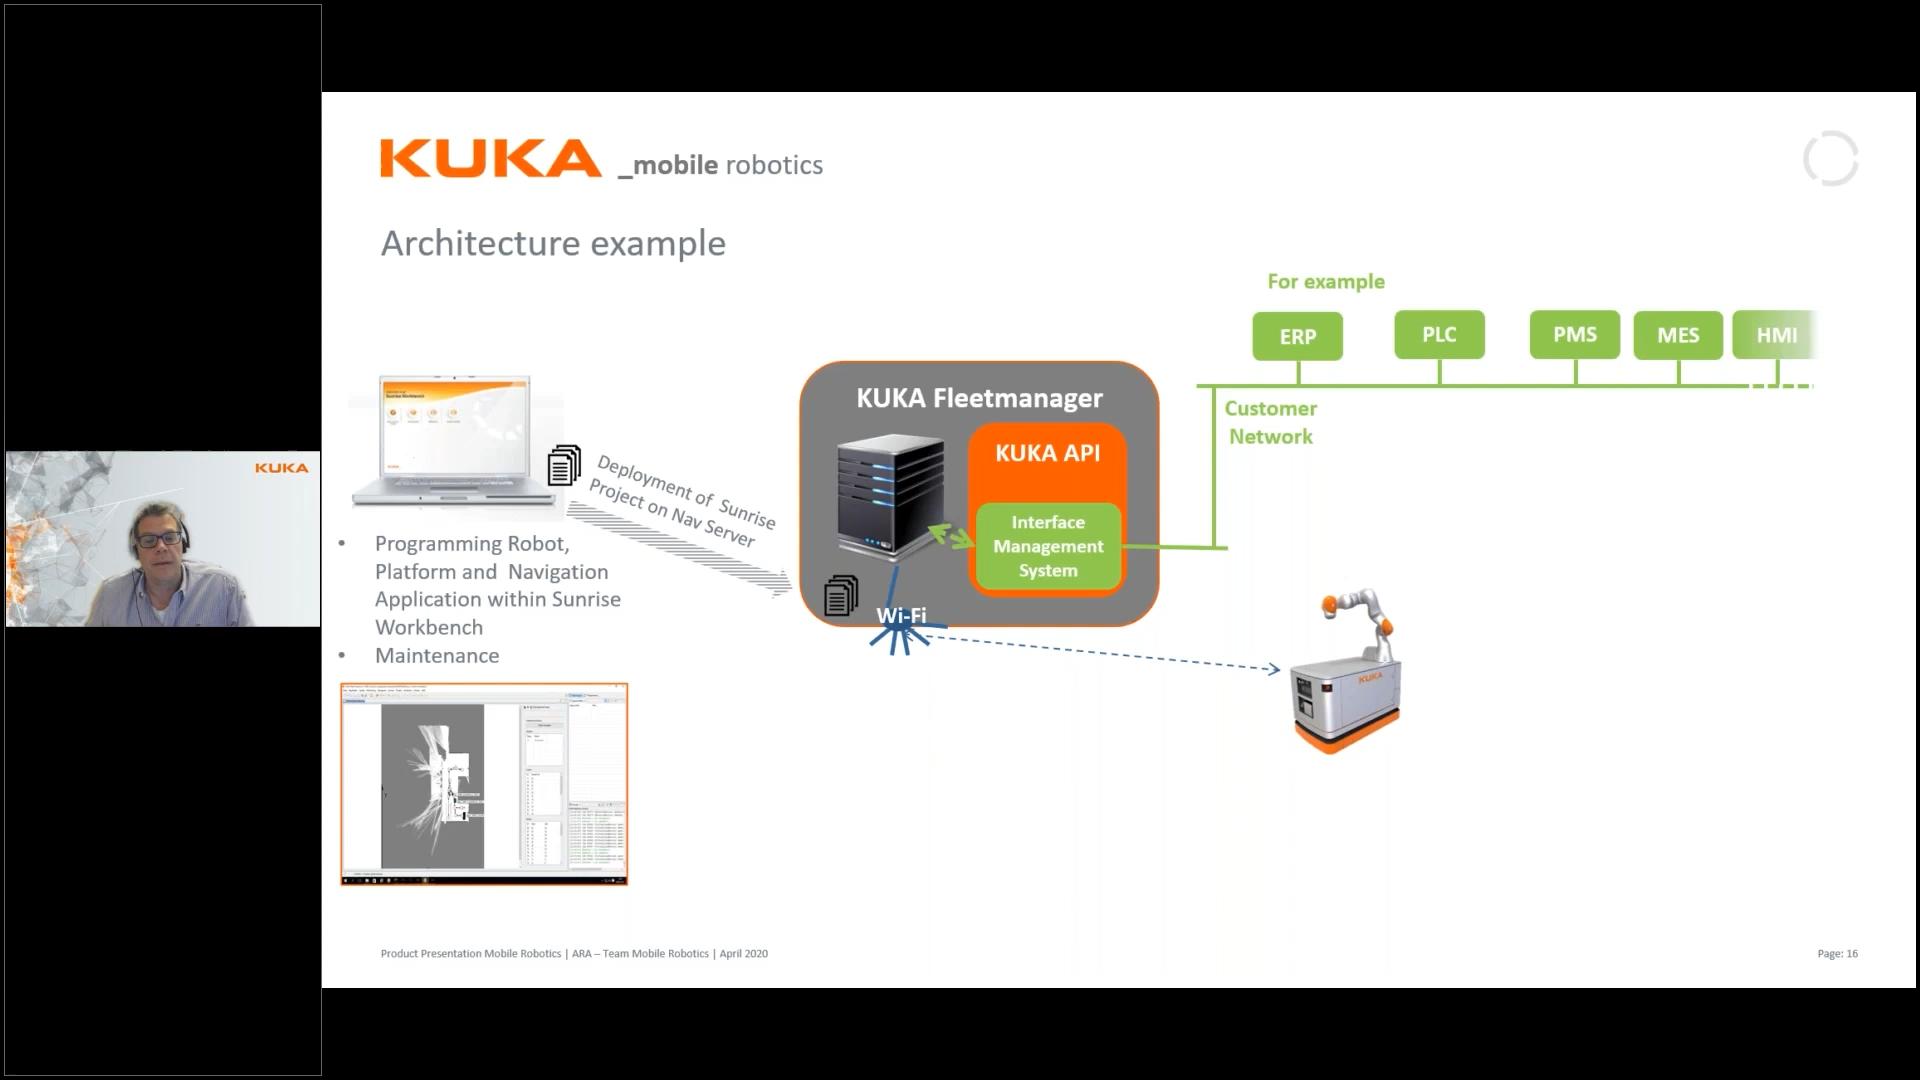 KUKA _mobile robotics
Architecture example
For example
ERP
PLC
PMS
MES
HMI
Customer
Network
KUKA Fleetmanager
KUKA API
Interface
Management
System
Wi-Fi
Deployment of Sunrise
Project on Nav Server
• Programming Robot,
Platform and Navigation
Application within Sunrise
Workbench
• Maintenance
KUKA
KUKA
Product Presentation Mobile Robotics | ARA – Team Mobile Robotics | April 2020
Page: 16